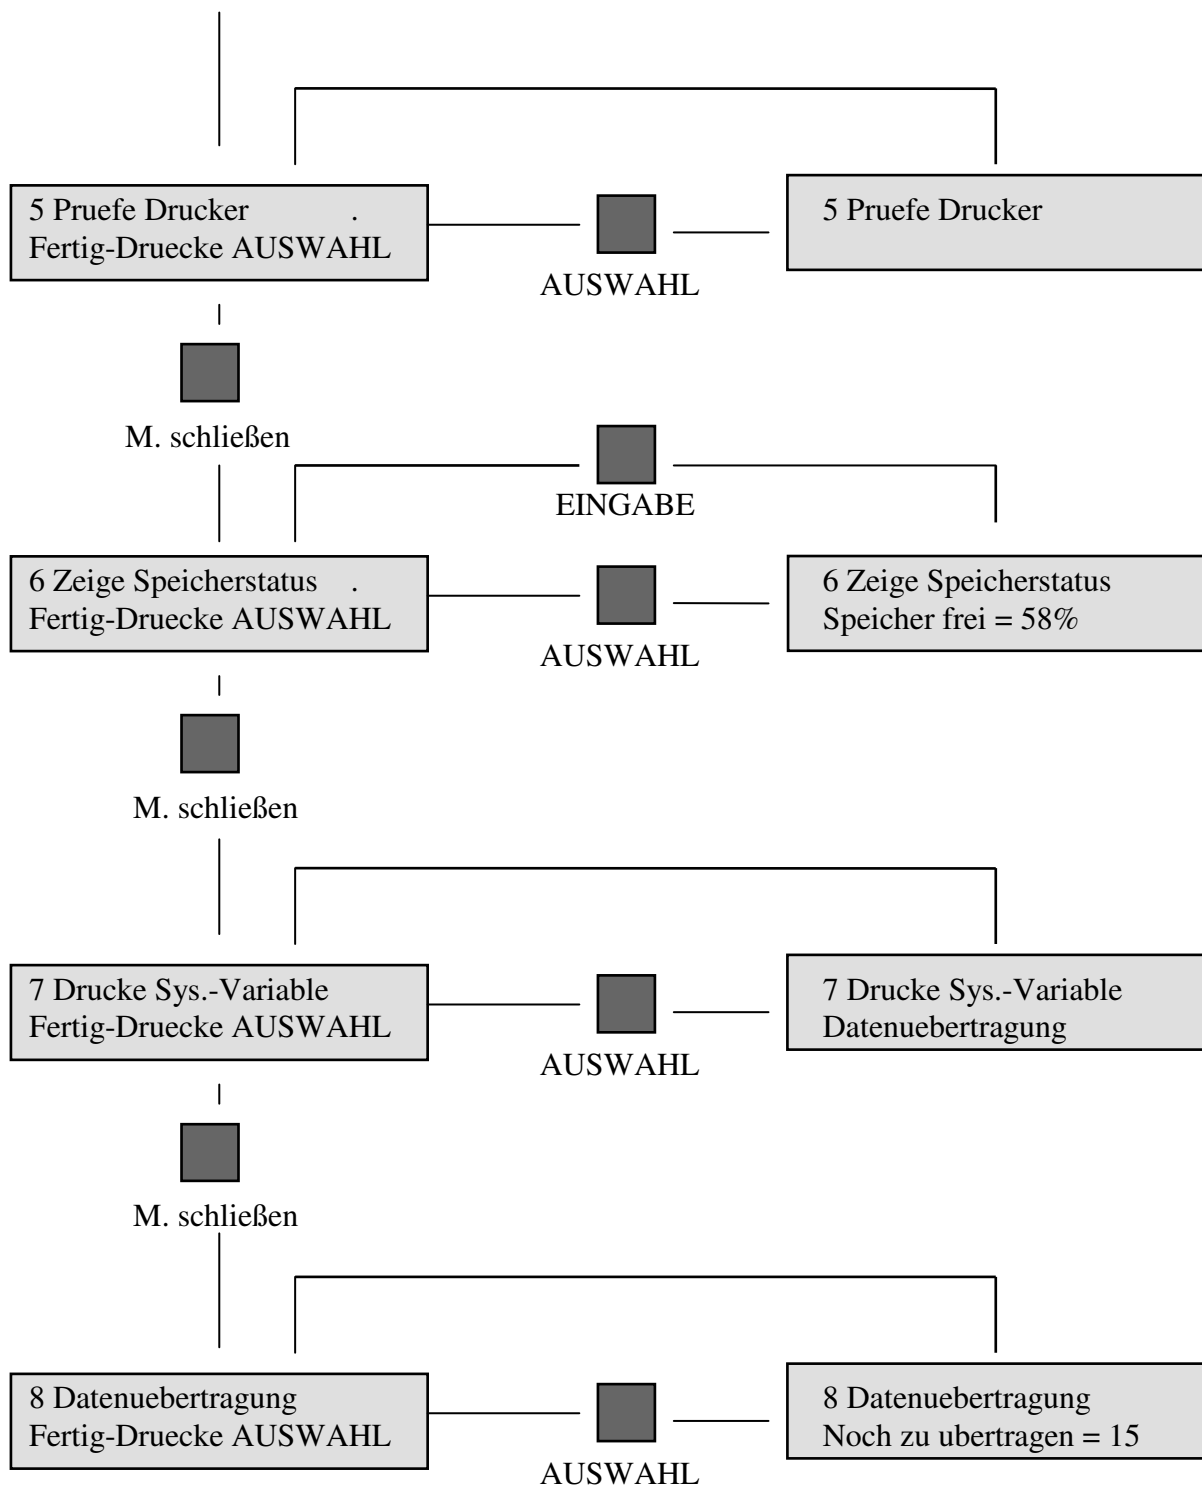 5 Pruefe Drucker .
Fertig-Druecke AUSWAHL
AUSWAHL
5 Pruefe Drucker
M. schließen
EINGABE
6 Zeige Speicherstatus .
Fertig-Druecke AUSWAHL
AUSWAHL
6 Zeige Speicherstatus
Speicher frei = 58%
M. schließen
7 Drucke Sys.-Variable
Fertig-Druecke AUSWAHL
AUSWAHL
7 Drucke Sys.-Variable
Datenuebertragung
M. schließen
8 Datenuebertragung
Fertig-Druecke AUSWAHL
AUSWAHL
8 Datenuebertragung
Noch zu ubertragen = 15